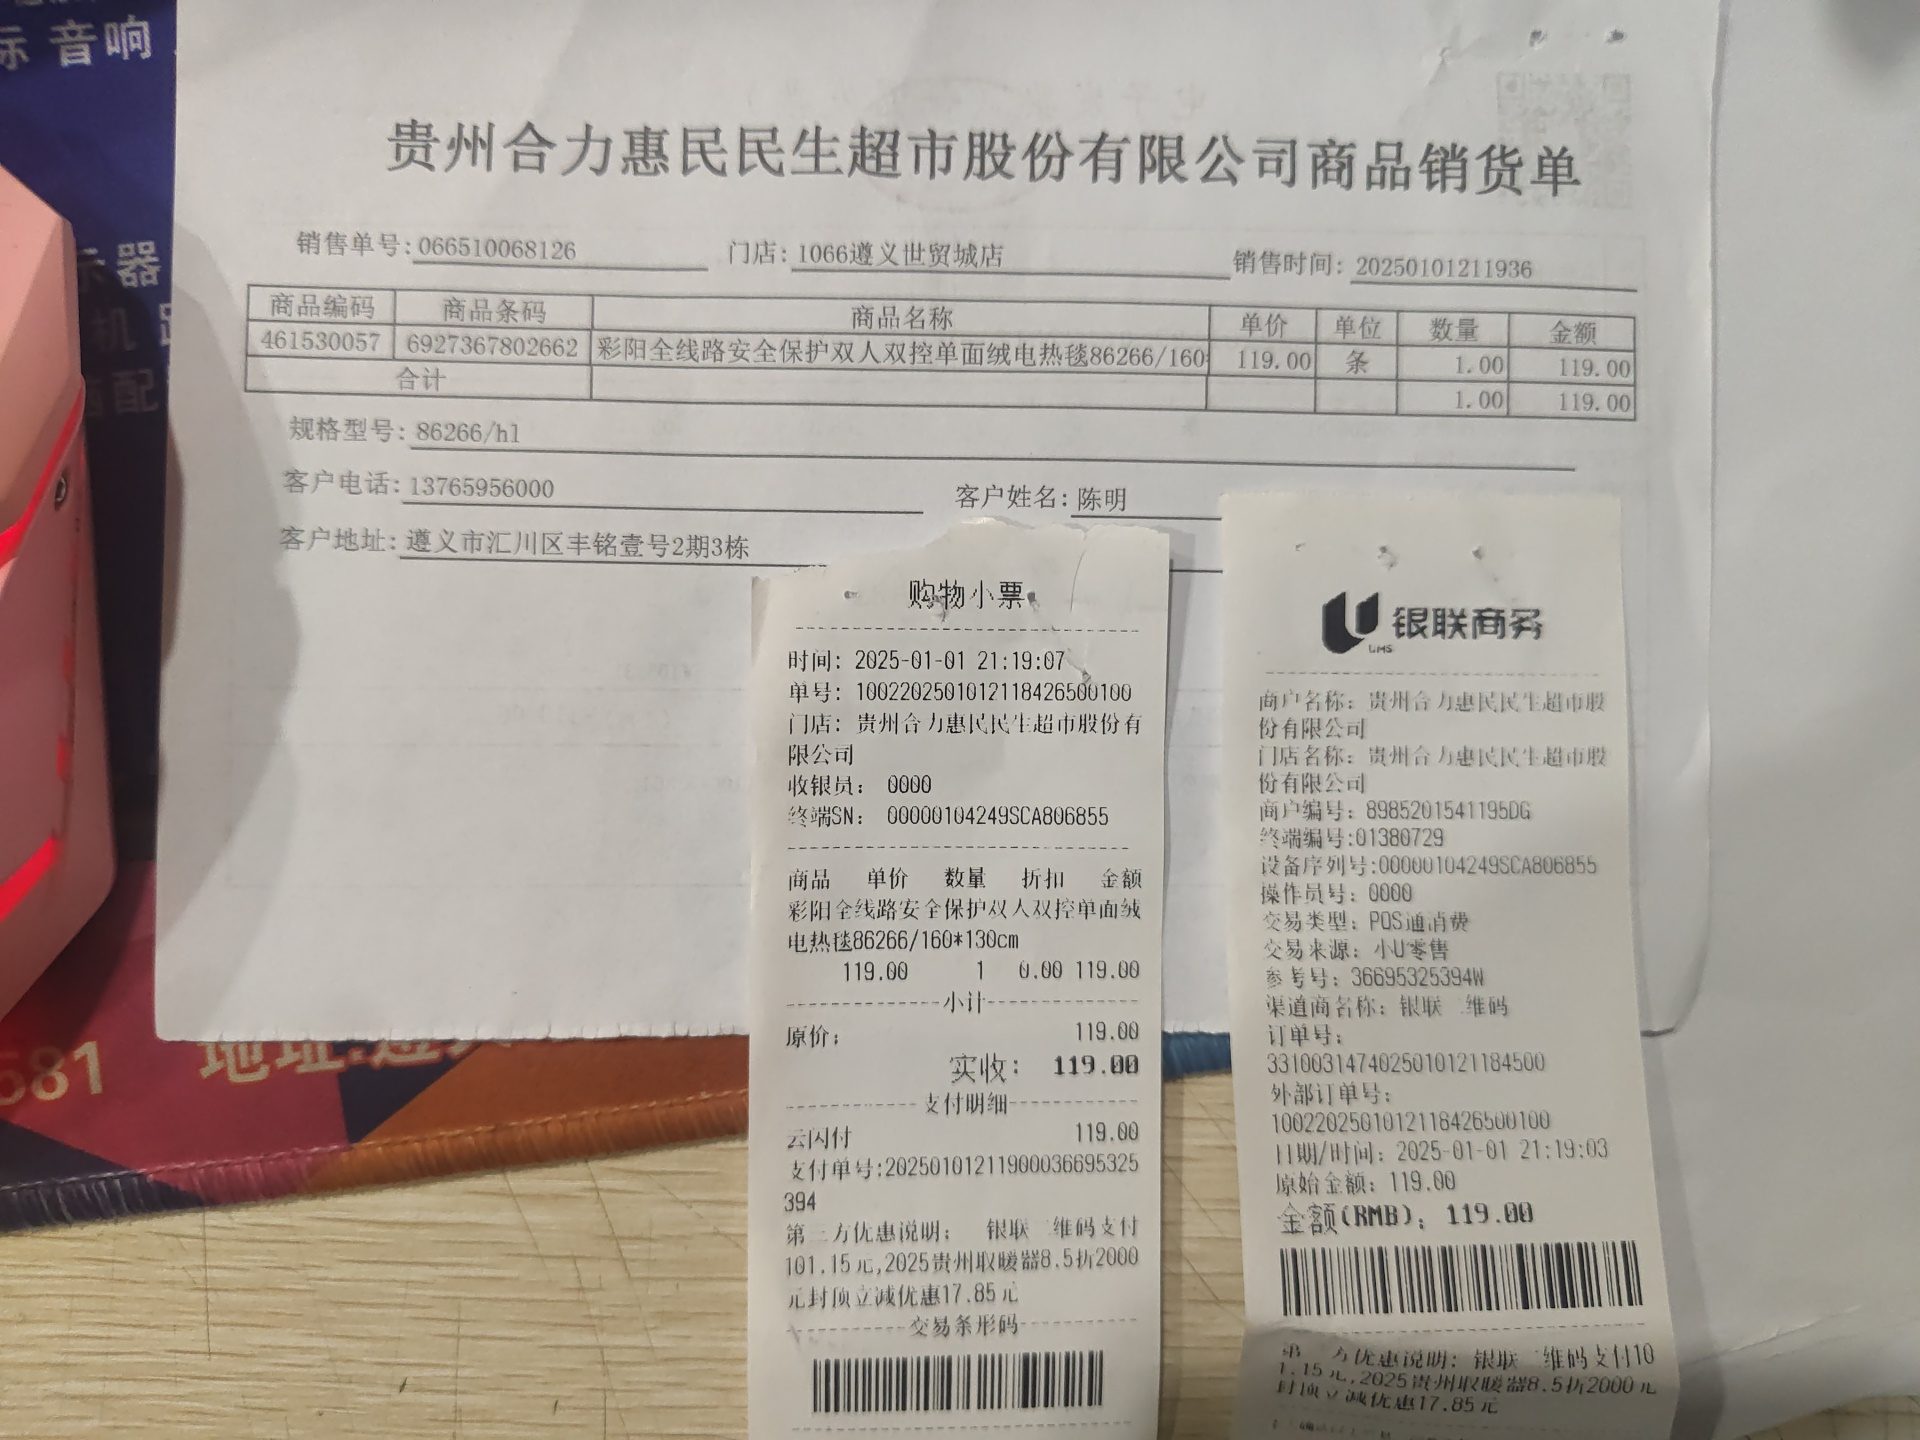 音响
示器
机
配
581
地址:遵
贵州合力惠民民生超市股份有限公司商品销货单
销售单号: 066510068126 门店: 1066遵义世贸城店 销售时间: 20250101211936
商品编码 商品条码 商品名称 单价 单位 数量 金额
461530057 6927367802662 彩阳全线路安全保护双人双控单面绒电热毯86266/160 119.00 条 1.00 119.00
合计 1.00 119.00
规格型号: 86266/hl
客户电话: 13765956000 客户姓名: 陈明
客户地址: 遵义市汇川区丰铭壹号2期3栋
购物小票
时间: 2025-01-01 21:19:07
单号: 10022025010121184265​00100
门店: 贵州合力惠民民生超市股份有
限公司
收银员: 0000
终端SN: 00000104249SCA806855
商品 单价 数量 折扣 金额
彩阳全线路安全保护双人双控单面绒
电热毯86266/160*130cm
119.00 1 0.00 119.00
小计
原价: 119.00
实收: 119.00
支付明细
云闪付 119.00
支付单号:202501012119000366​95325
394
第三方优惠说明: 银联二维码支付
101.15元,2025贵州取暖器8.5折2000
元封顶立减优惠17.85元
交易条形码
银联商务
UMS
商户名称: 贵州合力惠民民生超市股
份有限公司
门店名称: 贵州合力惠民民生超市股
份有限公司
商户编号: 8985201541195DG
终端编号:01380729
设备序列号:00000104249SCA806855
操作员号: 0000
交易类型: POS通消费
交易来源: 小U零售
参考号: 36695325394W
渠道商名称: 银联二维码
订单号:
33100314740250101211​84500
外部订单号:
10022025010121184265​00100
日期/时间: 2025-01-01 21:19:03
原始金额: 119.00
金额(RMB): 119.00
第三方优惠说明: 银联二维码支付10
1.15元,2025贵州取暖器8.5折2000元
封顶立减优惠17.85元